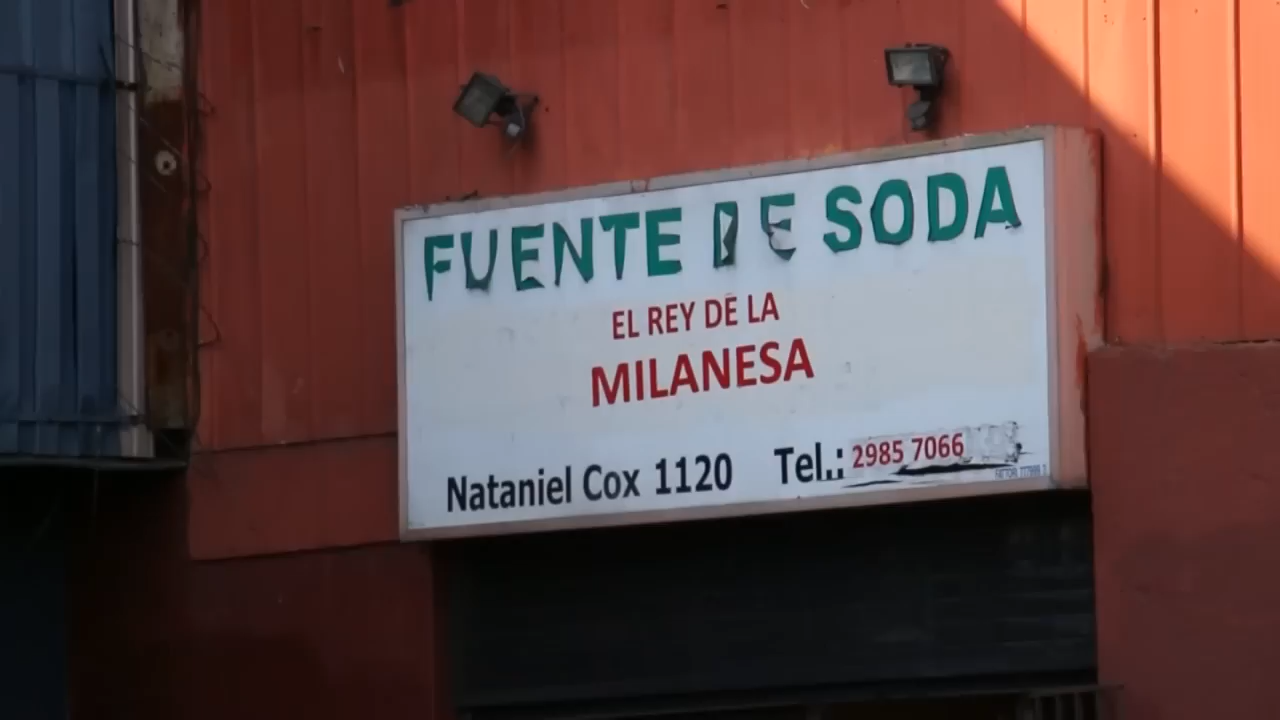 FUENTE DE SODA
EL REY DE LA
MILANESA
Nataniel Cox 1120 Tel.: 2985 7066